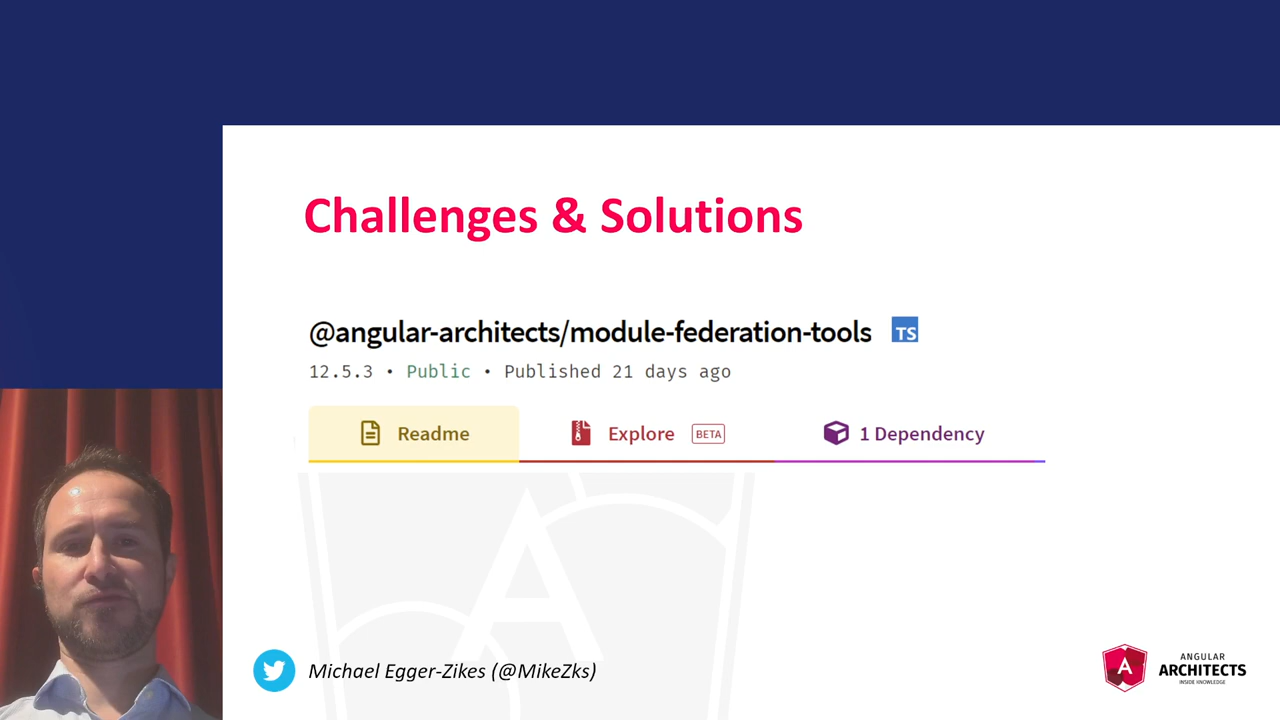 Challenges & Solutions
@angular-architects/module-federation-tools TS
12.5.3 • Public • Published 21 days ago
Readme
Explore BETA
1 Dependency
Michael Egger-Zikes (@MikeZks)
A
ANGULAR
ARCHITECTS
INSIDE KNOWLEDGE